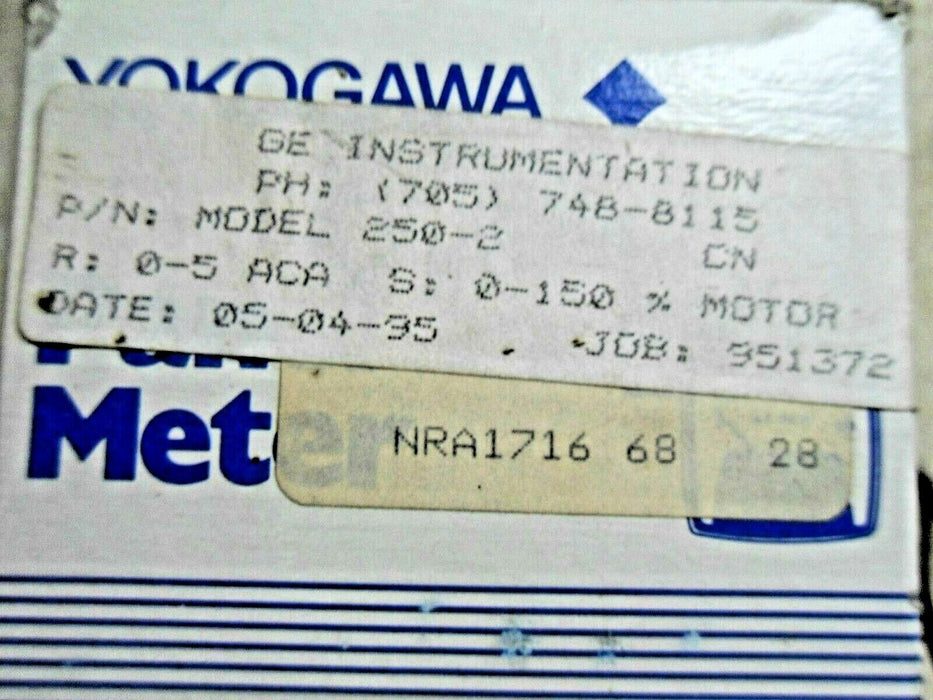 YOKOGAWA
GE INSTRUMENTATION
PH: (705) 748-8115
P/N: MODEL 250-2 CN
R: 0-5 ACA S: 0-150 % MOTOR
DATE: 05-04-95 JOB: 951372
Meter
NRA1716 68 28